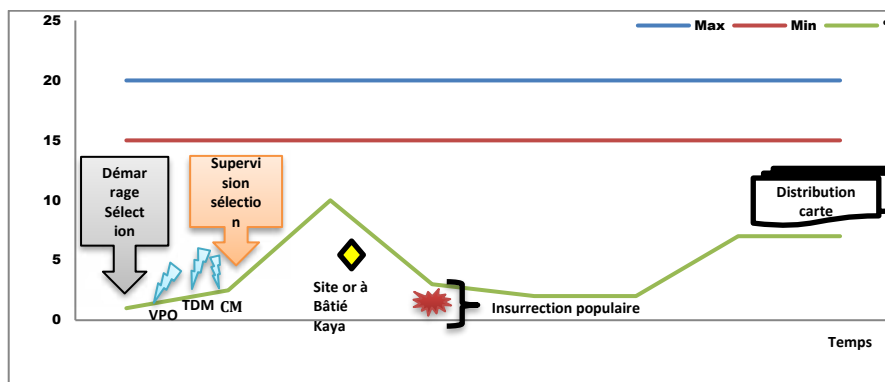 25
Max
Min
20
15
Démar
rage
Sélect
ion
Supervi
sion
sélectio
n
10
Distribution
carte
5
Site or à
Bâtié
Kaya
VPO
TDM
CM
Insurrection populaire
0
Temps